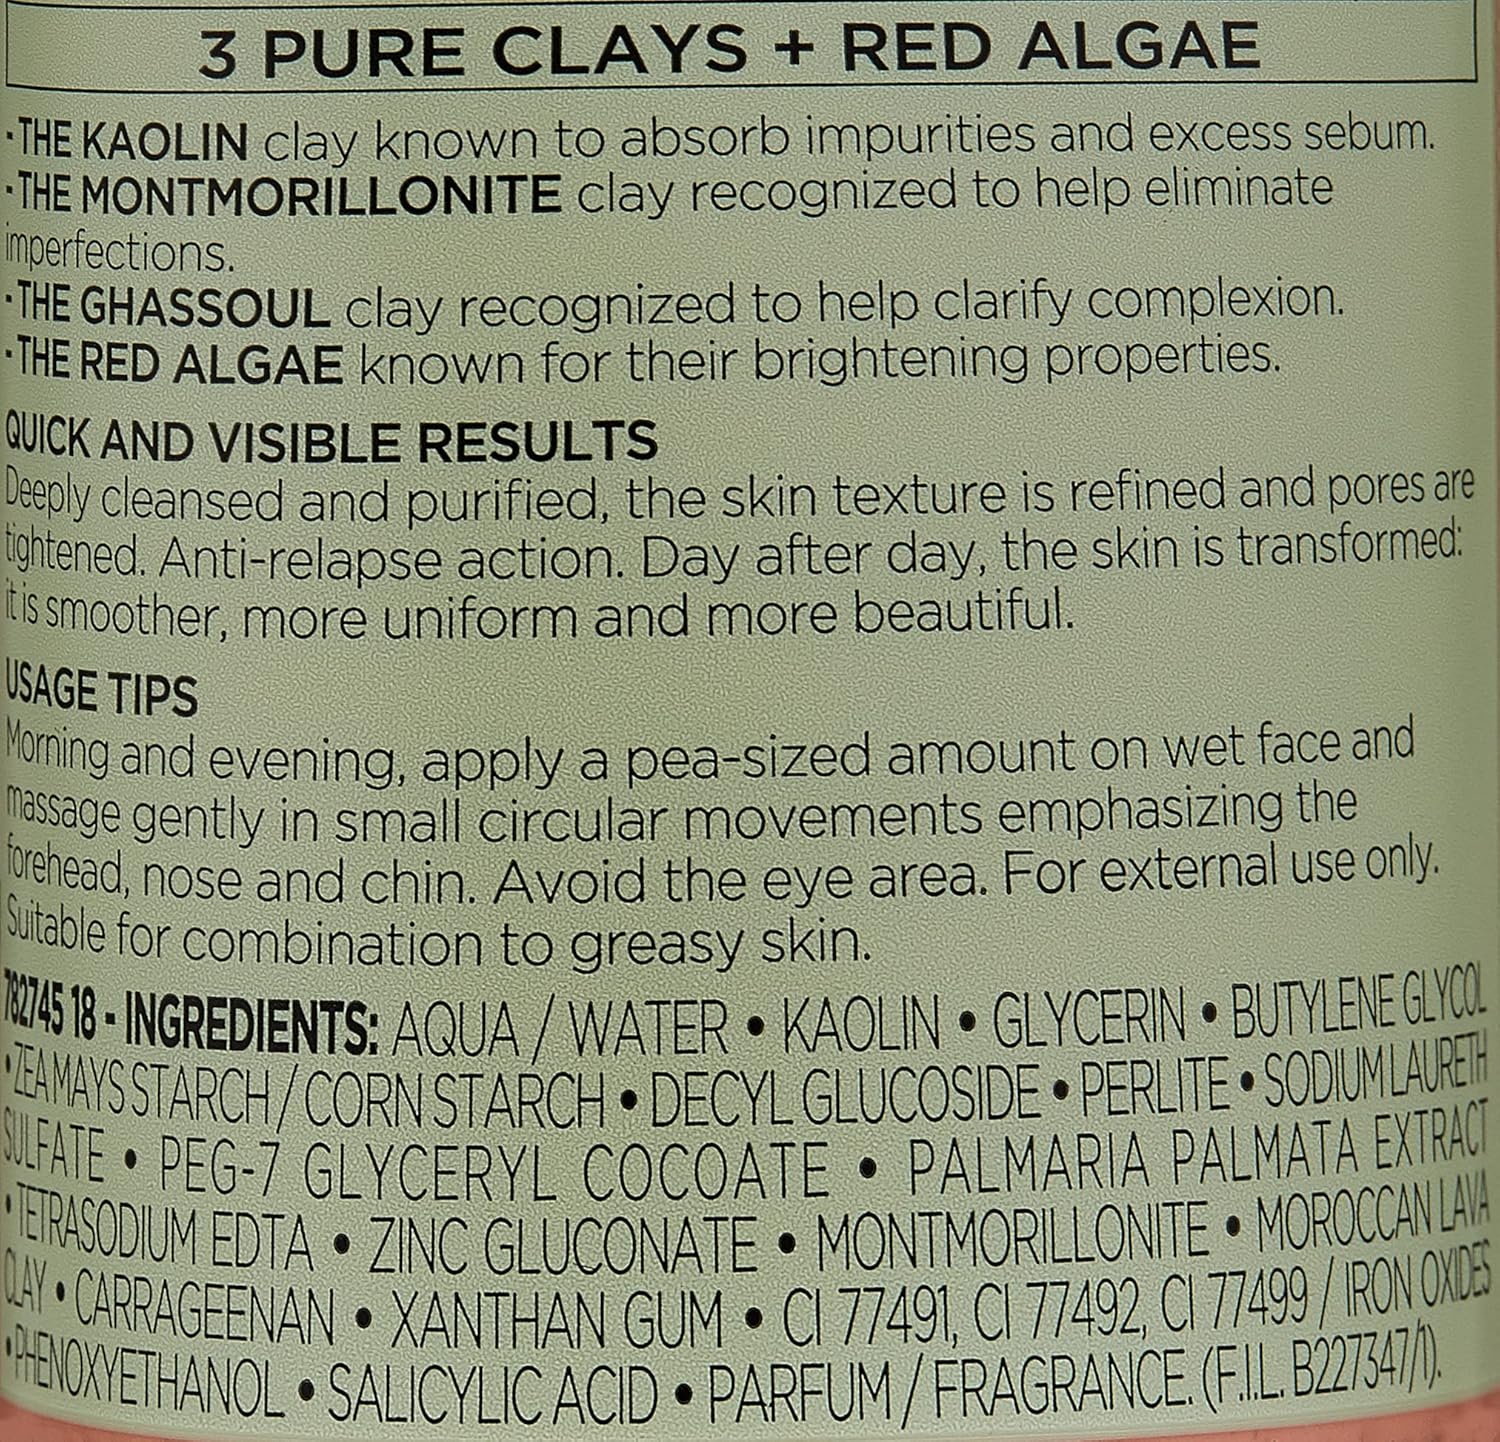 3 PURE CLAYS + RED ALGAE
·THE KAOLIN clay known to absorb impurities and excess sebum.
·THE MONTMORILLONITE clay recognized to help eliminate
imperfections.
·THE GHASSOUL clay recognized to help clarify complexion.
·THE RED ALGAE known for their brightening properties.
QUICK AND VISIBLE RESULTS
Deeply cleansed and purified, the skin texture is refined and pores are
tightened. Anti-relapse action. Day after day, the skin is transformed:
it is smoother, more uniform and more beautiful.
USAGE TIPS
Morning and evening, apply a pea-sized amount on wet face and
massage gently in small circular movements emphasizing the
forehead, nose and chin. Avoid the eye area. For external use only.
Suitable for combination to greasy skin.
782745 18 - INGREDIENTS: AQUA / WATER • KAOLIN • GLYCERIN • BUTYLENE GLYCOL
• ZEA MAYS STARCH / CORN STARCH • DECYL GLUCOSIDE • PERLITE • SODIUM LAURETH
SULFATE • PEG-7 GLYCERYL COCOATE • PALMARIA PALMATA EXTRACT
• TETRASODIUM EDTA • ZINC GLUCONATE • MONTMORILLONITE • MOROCCAN LAVA
CLAY • CARRAGEENAN • XANTHAN GUM • CI 77491, CI 77492, CI 77499 / IRON OXIDES
• PHENOXYETHANOL • SALICYLIC ACID • PARFUM / FRAGRANCE. (F.I.L. B227347/1).